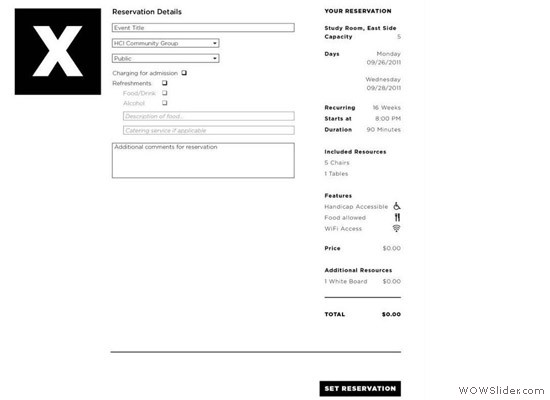 X
Reservation Details
Event Title
HCI Community Group
Public
Charging for admission
Refreshments
Food/Drink
Alcohol
Description of food...
Catering service if applicable
Additional comments for reservation
YOUR RESERVATION
Study Room, East Side
Capacity 5
Days Monday
09/26/2011
Wednesday
09/28/2011
Recurring 16 Weeks
Starts at 8:00 PM
Duration 90 Minutes
Included Resources
5 Chairs
1 Tables
Features
Handicap Accessible
Food allowed
WiFi Access
Price $0.00
Additional Resources
1 White Board $0.00
TOTAL $0.00
SET RESERVATION
WOWSlider.com